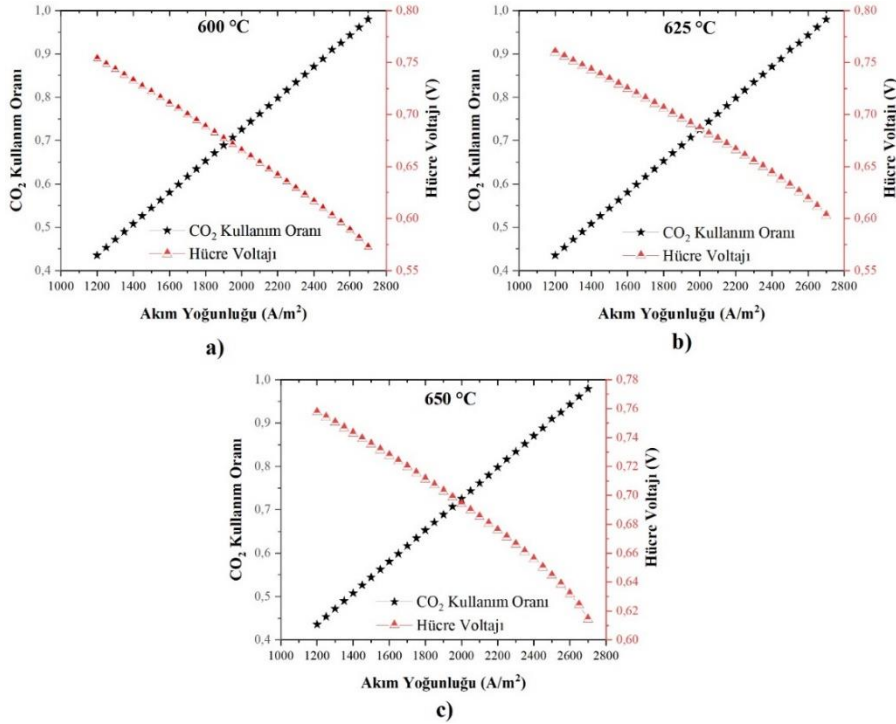 600 °C
1,0
0,9
0,8
0,7
0,6
0,5
0,4
CO₂ Kullanım Oranı
0,80
0,75
0,70
0,65
0,60
0,55
Hücre Voltajı (V)
CO₂ Kullanım Oranı
Hücre Voltajı
1000 1200 1400 1600 1800 2000 2200 2400 2600 2800
Akım Yoğunluğu (A/m²)
a)
625 °C
1,0
0,9
0,8
0,7
0,6
0,5
0,4
CO₂ Kullanım Oranı
0,80
0,75
0,70
0,65
0,60
0,55
Hücre Voltajı (V)
CO₂ Kullanım Oranı
Hücre Voltajı
1000 1200 1400 1600 1800 2000 2200 2400 2600 2800
Akım Yoğunluğu (A/m²)
b)
650 °C
1,0
0,9
0,8
0,7
0,6
0,5
0,4
CO₂ Kullanım Oranı
0,78
0,76
0,74
0,72
0,70
0,68
0,66
0,64
0,62
0,60
Hücre Voltajı (V)
CO₂ Kullanım Oranı
Hücre Voltajı
1000 1200 1400 1600 1800 2000 2200 2400 2600 2800
Akım Yoğunluğu (A/m²)
c)